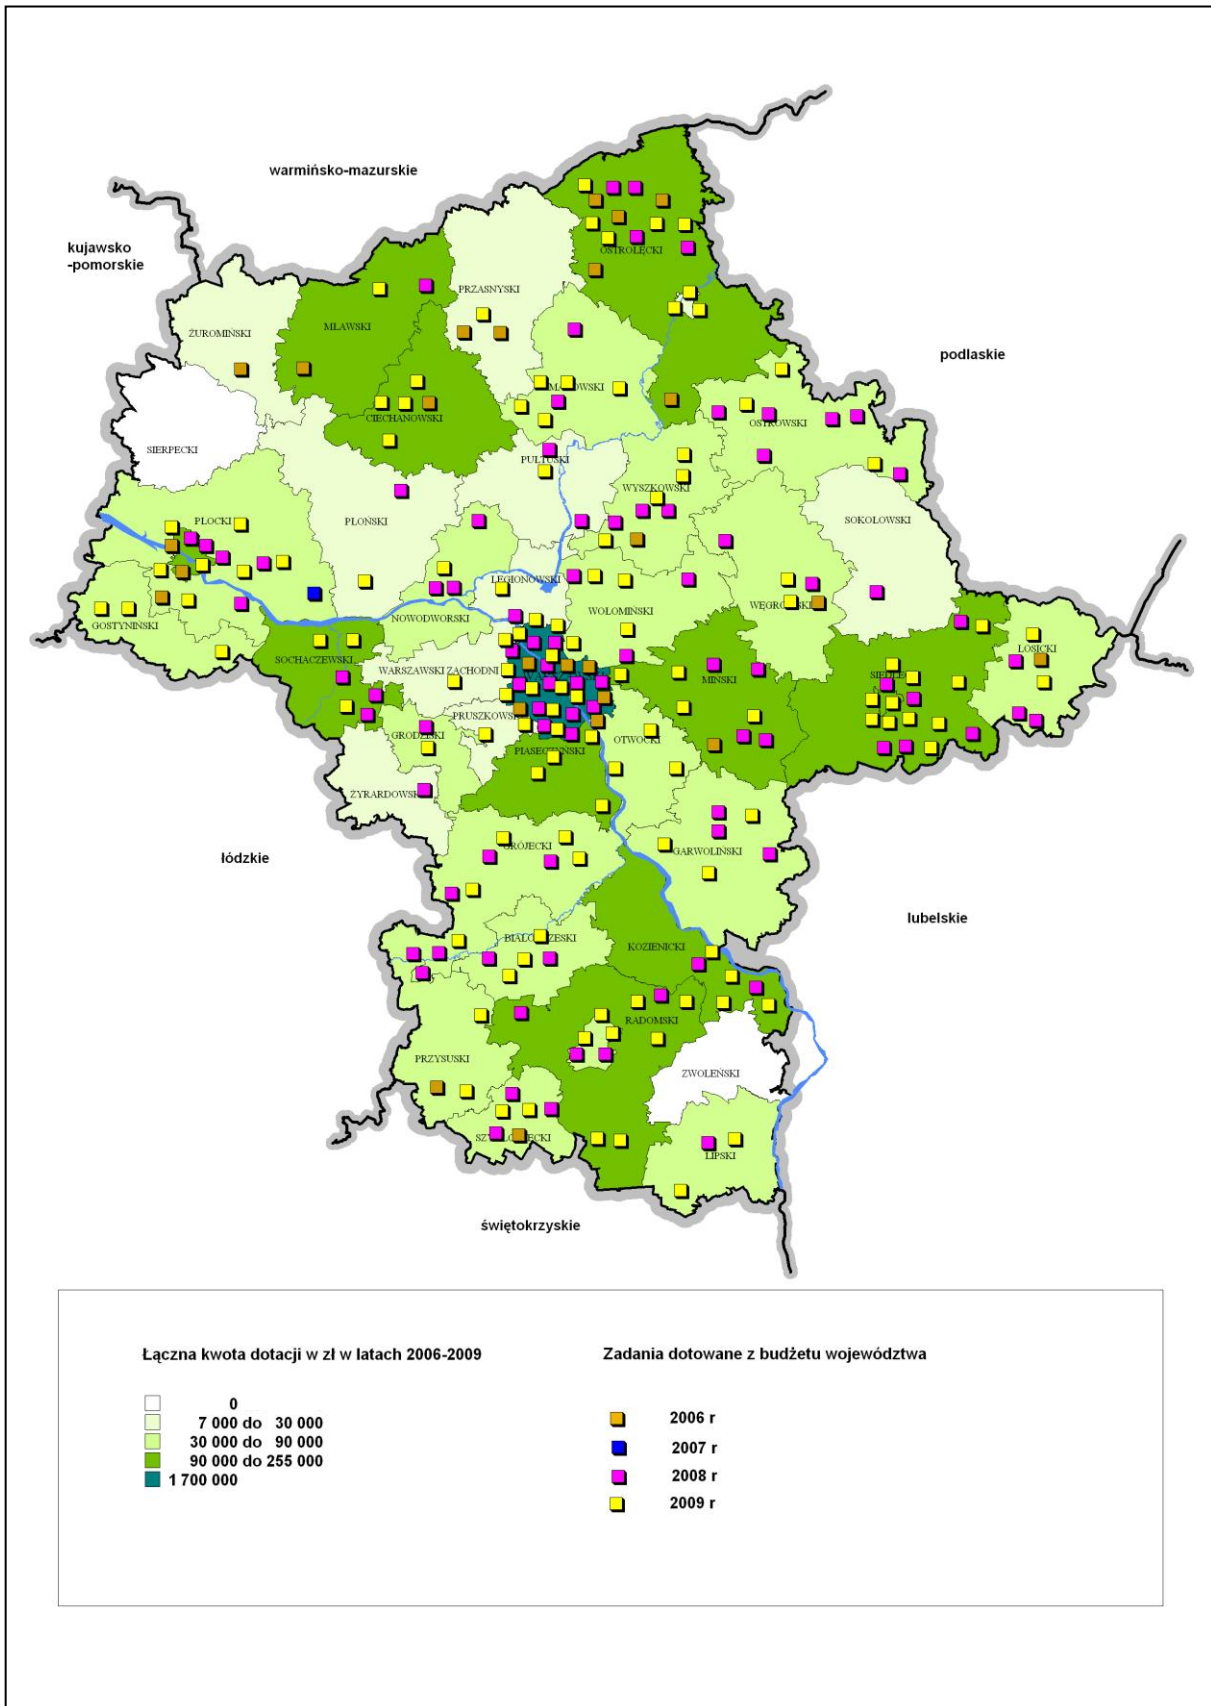 warmińsko-mazurskie
kujawsko
-pomorskie
podlaskie
łódzkie
lubelskie
świętokrzyskie
OSTROŁĘCKI
PRZASNYSKI
ŻUROMIŃSKI
MŁAWSKI
CIECHANOWSKI
OSTROWSKI
SIERPECKI
PUŁTUSKI
WYSZKOWSKI
SOKOŁOWSKI
PŁOCKI
PŁOŃSKI
LEGIONOWSKI
WOŁOMIŃSKI
GOSTYNIŃSKI
NOWODWORSKI
ŁOSICKI
SOCHACZEWSKI
WARSZAWSKI ZACHODNI
MIŃSKI
PRUSZKOWSKI
OTWOCKI
PIASECZYŃSKI
ŻYRARDOWSKI
GRÓJECKI
GARWOLIŃSKI
KOZIENICKI
RADOMSKI
PRZYSUSKI
ZWOLEŃSKI
LIPSKI
Łączna kwota dotacji w zł w latach 2006-2009
0
7 000 do 30 000
30 000 do 90 000
90 000 do 255 000
1 700 000
Zadania dotowane z budżetu województwa
2006 r
2007 r
2008 r
2009 r